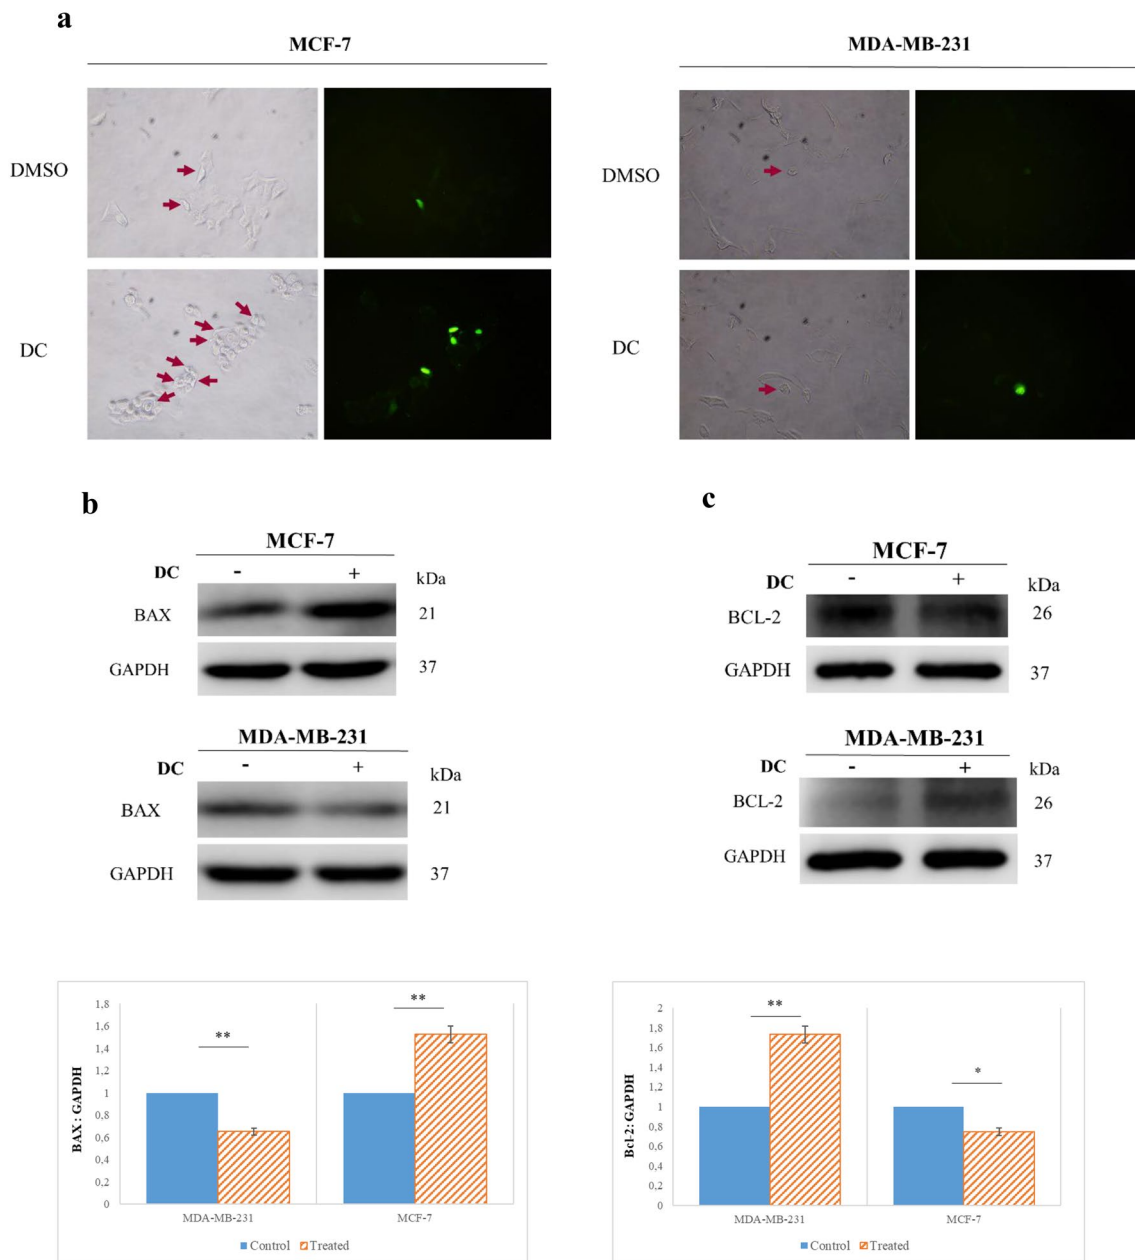 a
MCF-7
MDA-MB-231
DMSO
DMSO
DC
DC
b
MCF-7
DC - + kDa
BAX 21
GAPDH 37
MDA-MB-231
DC - + kDa
BAX 21
GAPDH 37
c
MCF-7
DC - + kDa
BCL-2 26
GAPDH 37
MDA-MB-231
DC - + kDa
BCL-2 26
GAPDH 37
BAX : GAPDH
1,8
1,6
1,4
1,2
1
0,8
0,6
0,4
0,2
0
**
**
MDA-MB-231 MCF-7
Control Treated
Bcl-2: GAPDH
2
1,8
1,6
1,4
1,2
1
0,8
0,6
0,4
0,2
0
**
*
MDA-MB-231 MCF-7
Control Treated